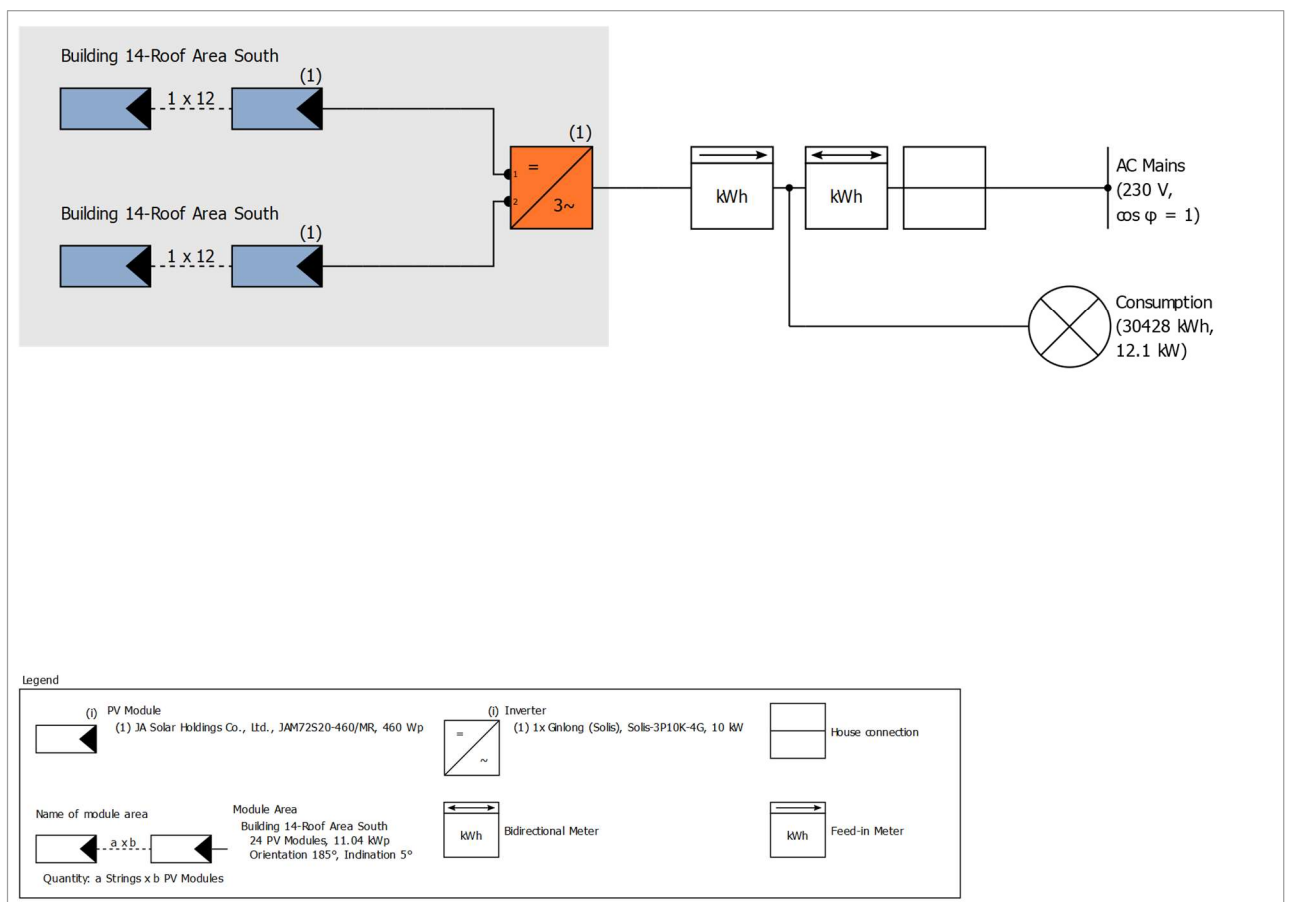 Building 14-Roof Area South
(1)
1 x 12
(1)
1
=
2
3~
Building 14-Roof Area South
(1)
1 x 12
kWh
kWh
AC Mains
(230 V,
cos φ = 1)
Consumption
(30428 kWh,
12.1 kW)
Legend
(i) PV Module
(1) JA Solar Holdings Co., Ltd., JAM72S20-460/MR, 460 Wp
(i) Inverter
(1) 1x Ginlong (Solis), Solis-3P10K-4G, 10 kW
=
~
House connection
Name of module area
a x b
Quantity: a Strings x b PV Modules
Module Area
Building 14-Roof Area South
24 PV Modules, 11.04 kWp
Orientation 185°, Inclination 5°
kWh
Bidirectional Meter
kWh
Feed-in Meter